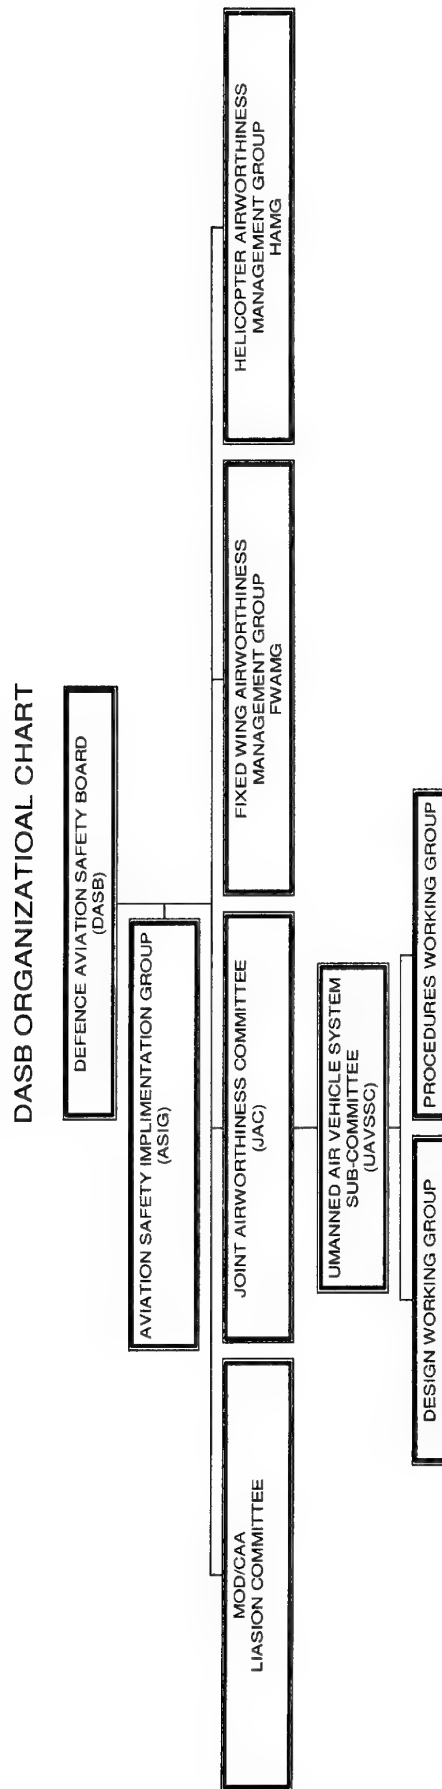 DASB ORGANIZATIOAL CHART
DEFENCE AVIATION SAFETY BOARD
(DASB)
AVIATION SAFETY IMPLIMENTATION GROUP
(ASIG)
MOD/CAA
LIASION COMMITTEE
JOINT AIRWORTHINESS COMMITTEE
(JAC)
FIXED WING AIRWORTHINESS
MANAGEMENT GROUP
FWAMG
HELICOPTER AIRWORTHINESS
MANAGEMENT GROUP
HAMG
UMANNED AIR VEHICLE SYSTEM
SUB-COMMITTEE
(UAVSSC)
DESIGN WORKING GROUP
PROCEDURES WORKING GROUP